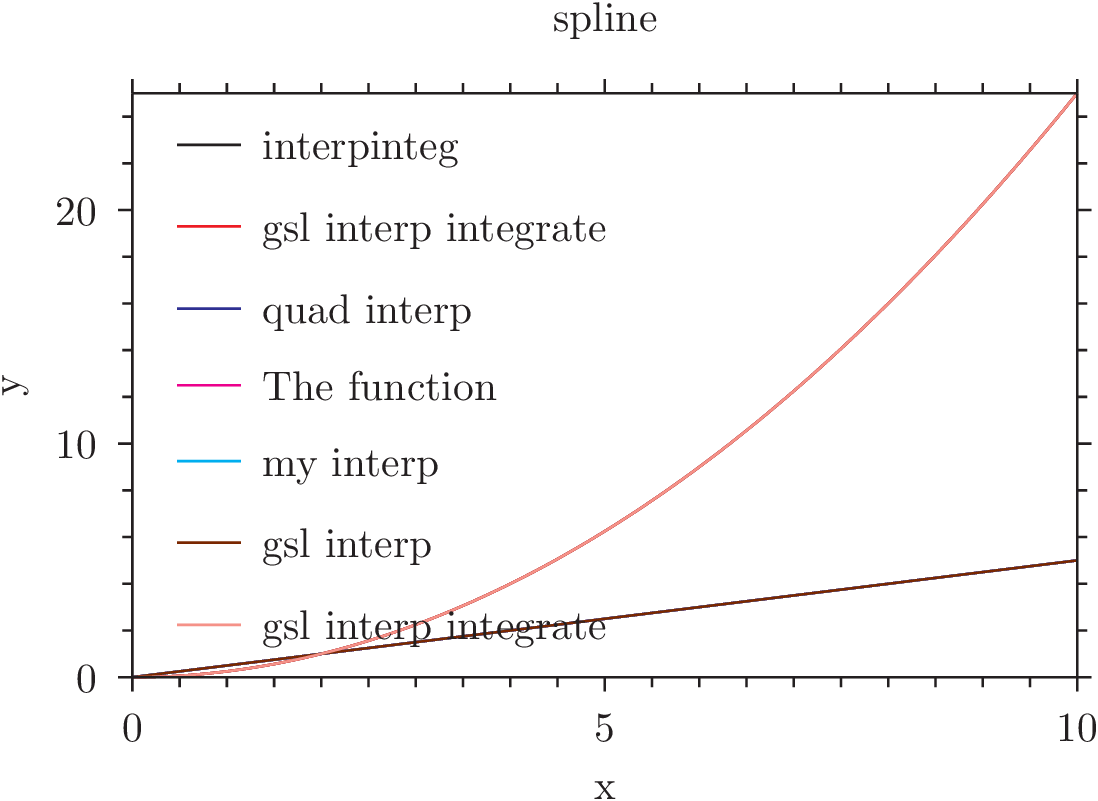 spline
interpinteg
gsl interp integrate
quad interp
The function
my interp
gsl interp
gsl interp integrate
y
20
10
0
0 5 10
x